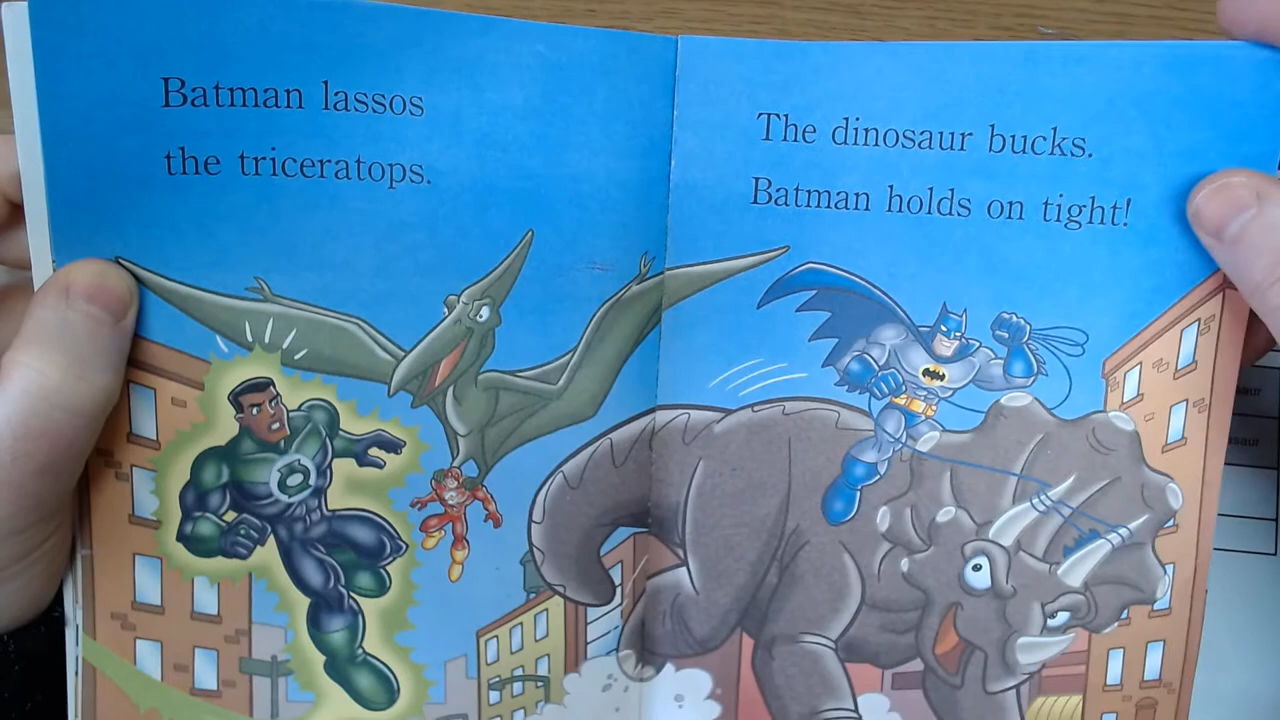 Batman lassos
the triceratops.
The dinosaur bucks.
Batman holds on tight!